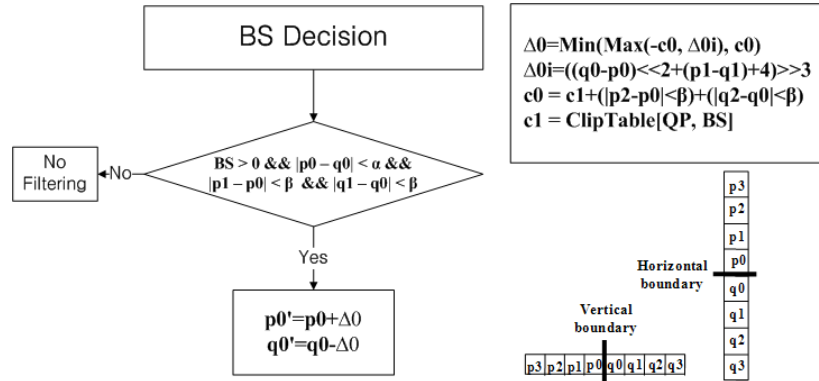 BS Decision
BS > 0 && |p0 – q0| < α &&
|p1 – p0| < β && |q1 – q0| < β
No
No
Filtering
Yes
p0'=p0+Δ0
q0'=q0-Δ0
Δ0=Min(Max(-c0, Δ0i), c0)
Δ0i=((q0-p0)<<2+(p1-q1)+4)>>3
c0 = c1+(|p2-p0|<β)+(|q2-q0|<β)
c1 = ClipTable[QP, BS]
p3
p2
p1
p0
Horizontal
boundary
q0
q1
q2
q3
Vertical
boundary
p3 p2 p1 p0 q0 q1 q2 q3